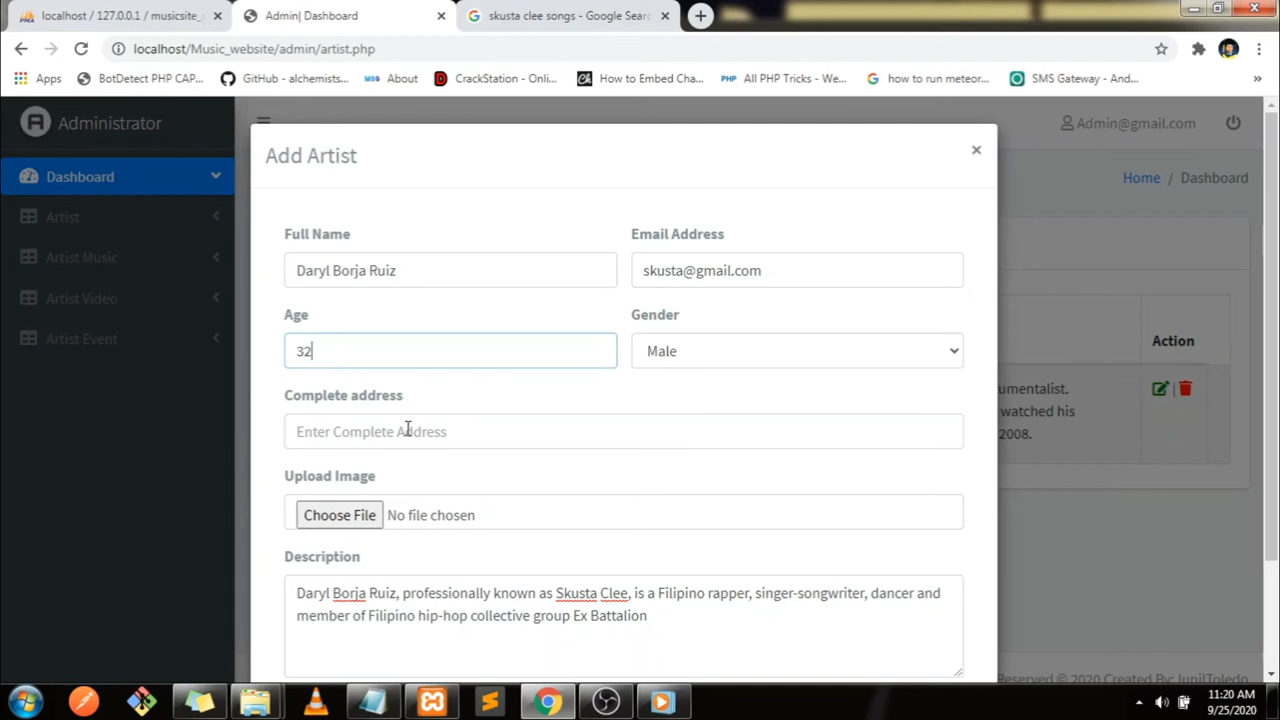 localhost / 127.0.0.1 / musicsite_
Admin| Dashboard
skusta clee songs - Google Sear
localhost/Music_website/admin/artist.php
Apps
BotDetect PHP CAP...
GitHub - alchemists...
About
CrackStation - Onli...
How to Embed Cha...
PHP
All PHP Tricks - We...
how to run meteor...
SMS Gateway - And...
»
Administrator
Admin@gmail.com
Dashboard
Home / Dashboard
Artist
Artist Music
Artist Video
Artist Event
Add Artist
×
Full Name
Email Address
Daryl Borja Ruiz
skusta@gmail.com
Age
Gender
32
Male
Complete address
Enter Complete Address
Upload Image
Choose File No file chosen
Description
Daryl Borja Ruiz, professionally known as Skusta Clee, is a Filipino rapper, singer-songwriter, dancer and
member of Filipino hip-hop collective group Ex Battalion
Action
umentalist.
watched his
2008.
Reserved © 2020 Created By: JunilToledo
11:20 AM
9/25/2020